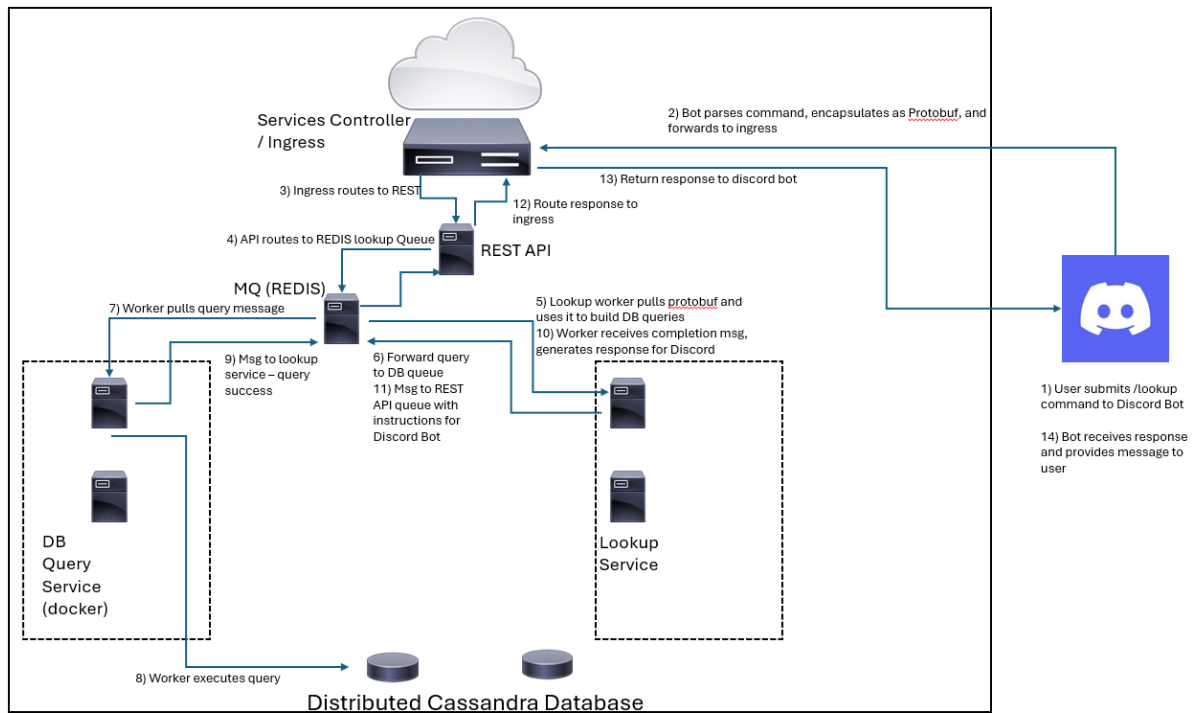 Services Controller
/ Ingress
2) Bot parses command, encapsulates as Protobuf, and
forwards to ingress
13) Return response to discord bot
3) Ingress routes to REST
12) Route response to
ingress
4) API routes to REDIS lookup Queue
REST API
MQ (REDIS)
7) Worker pulls query message
5) Lookup worker pulls protobuf and
uses it to build DB queries
10) Worker receives completion msg,
generates response for Discord
9) Msg to lookup
service – query
success
6) Forward query
to DB queue
11) Msg to REST
API queue with
instructions for
Discord Bot
1) User submits /lookup
command to Discord Bot
14) Bot receives response
and provides message to
user
DB
Query
Service
(docker)
Lookup
Service
8) Worker executes query
Distributed Cassandra Database